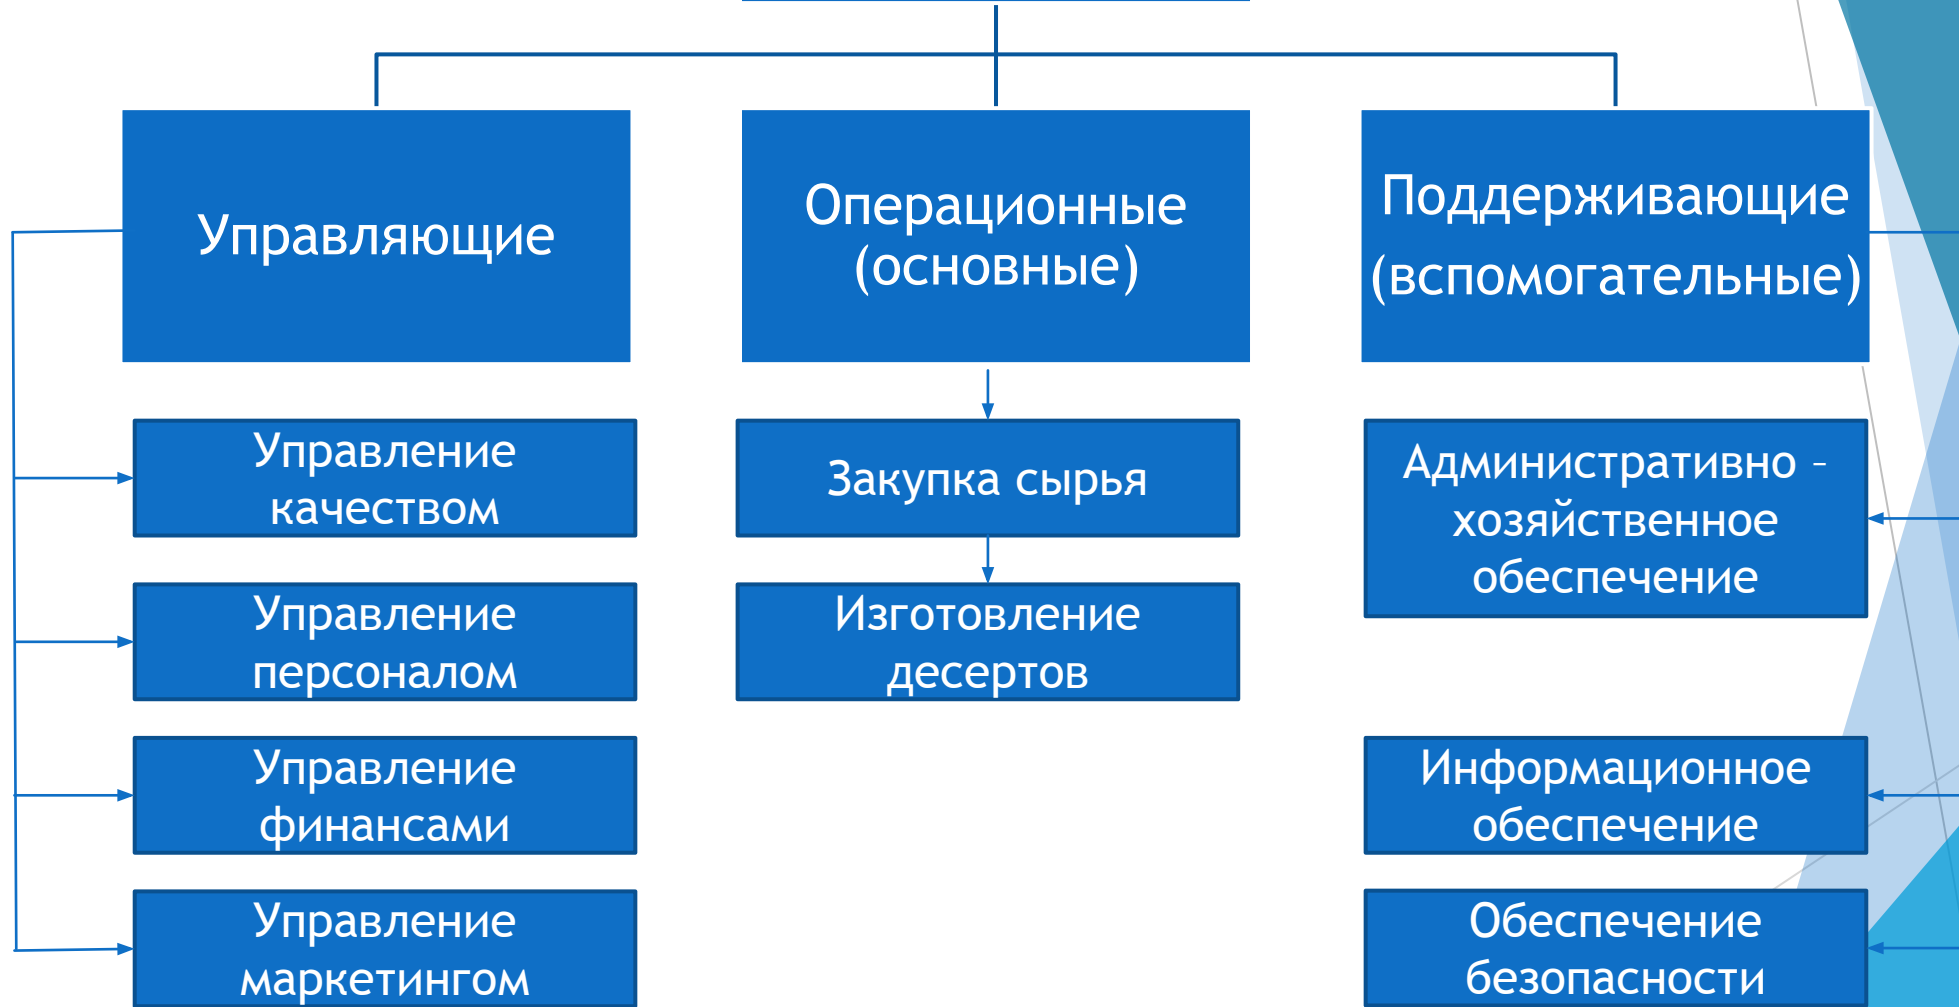 Управляющие
Операционные
(основные)
Поддерживающие
(вспомогательные)
Управление
качеством
Закупка сырья
Административно -
хозяйственное
обеспечение
Управление
персоналом
Изготовление
десертов
Управление
финансами
Информационное
обеспечение
Управление
маркетингом
Обеспечение
безопасности